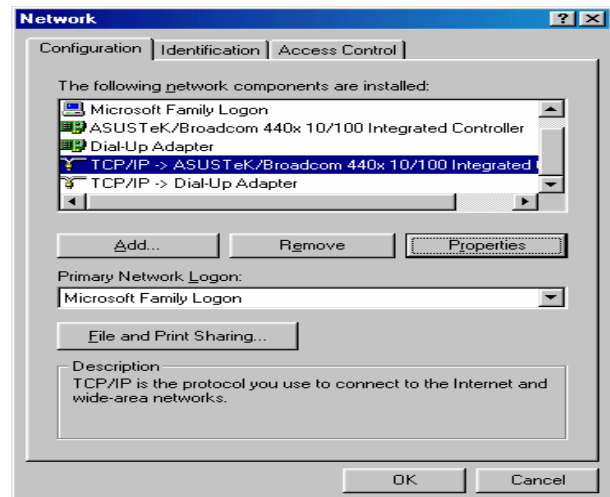 Network
Configuration Identification Access Control
The following network components are installed:
Microsoft Family Logon
ASUSTeK/Broadcom 440x 10/100 Integrated Controller
Dial-Up Adapter
TCP/IP -> ASUSTeK/Broadcom 440x 10/100 Integrated
TCP/IP -> Dial-Up Adapter
Add... Remove Properties
Primary Network Logon:
Microsoft Family Logon
File and Print Sharing...
Description
TCP/IP is the protocol you use to connect to the Internet and
wide-area networks.
OK Cancel